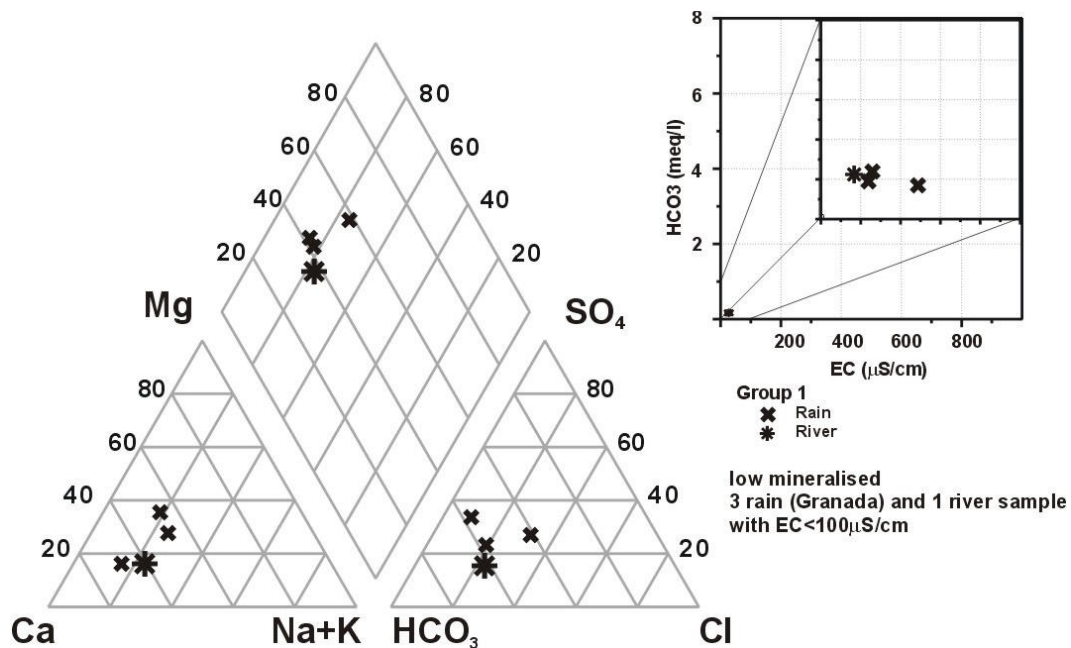 80 80
60 60
40 40
20 20
Mg SO4
80 80
60 60
40 40
20 20
Ca Na+K HCO3 Cl
8
6
4
2
HCO3 (meq/l)
200 400 600 800
EC (μS/cm)
Group 1
Rain
River
low mineralised
3 rain (Granada) and 1 river sample
with EC<100μS/cm